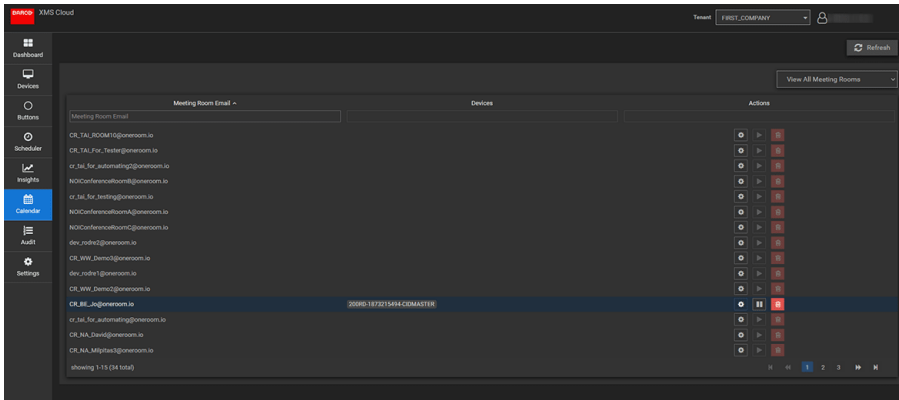 BARCO XMS Cloud
Tenant FIRST_COMPANY
Dashboard
Devices
Buttons
Scheduler
Insights
Calendar
Audit
Settings
Refresh
View All Meeting Rooms
Meeting Room Email Devices Actions
Meeting Room Email
CR_TAI_ROOM10@oneroom.io
CR_TAI_For_Tester@oneroom.io
cr_tai_for_automating2@oneroom.io
NOIConferenceRoomB@oneroom.io
cr_tai_for_testing@oneroom.io
NOIConferenceRoomA@oneroom.io
NOIConferenceRoomC@oneroom.io
dev_rodre2@oneroom.io
CR_WW_Demo3@oneroom.io
dev_rodre1@oneroom.io
CR_WW_Demo2@oneroom.io
CR_BE_Jo@oneroom.io 200RD-1873215494-CIDMASTER
cr_tai_for_automating@oneroom.io
CR_NA_David@oneroom.io
CR_NA_Milpitas3@oneroom.io
showing 1-15 (34 total) 1 2 3